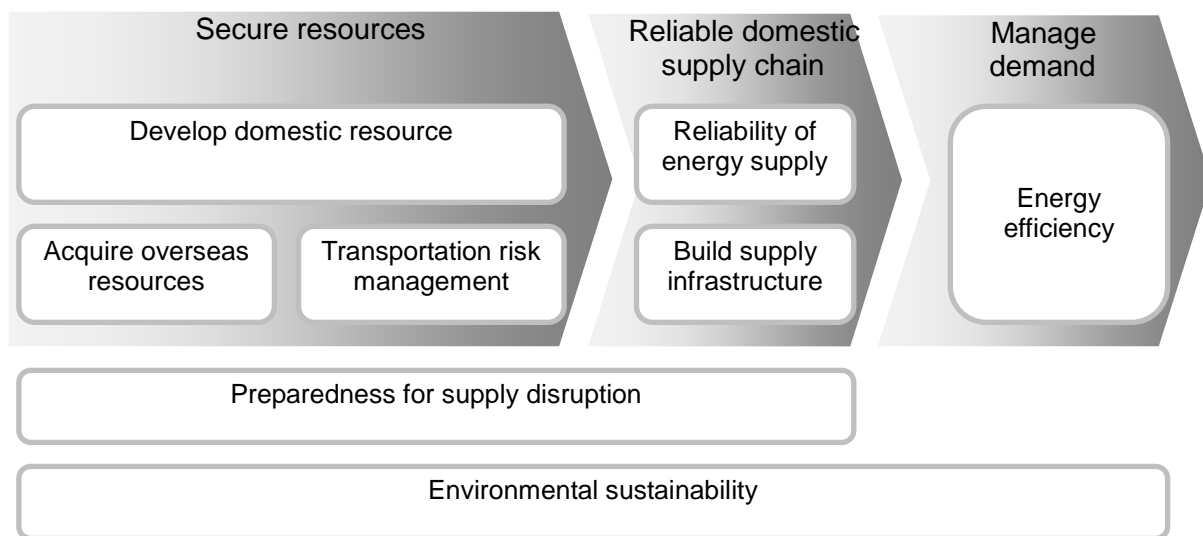 Secure resources
Reliable domestic
supply chain
Manage
demand
Develop domestic resource
Reliability of
energy supply
Energy
efficiency
Acquire overseas
resources
Transportation risk
management
Build supply
infrastructure
Preparedness for supply disruption
Environmental sustainability